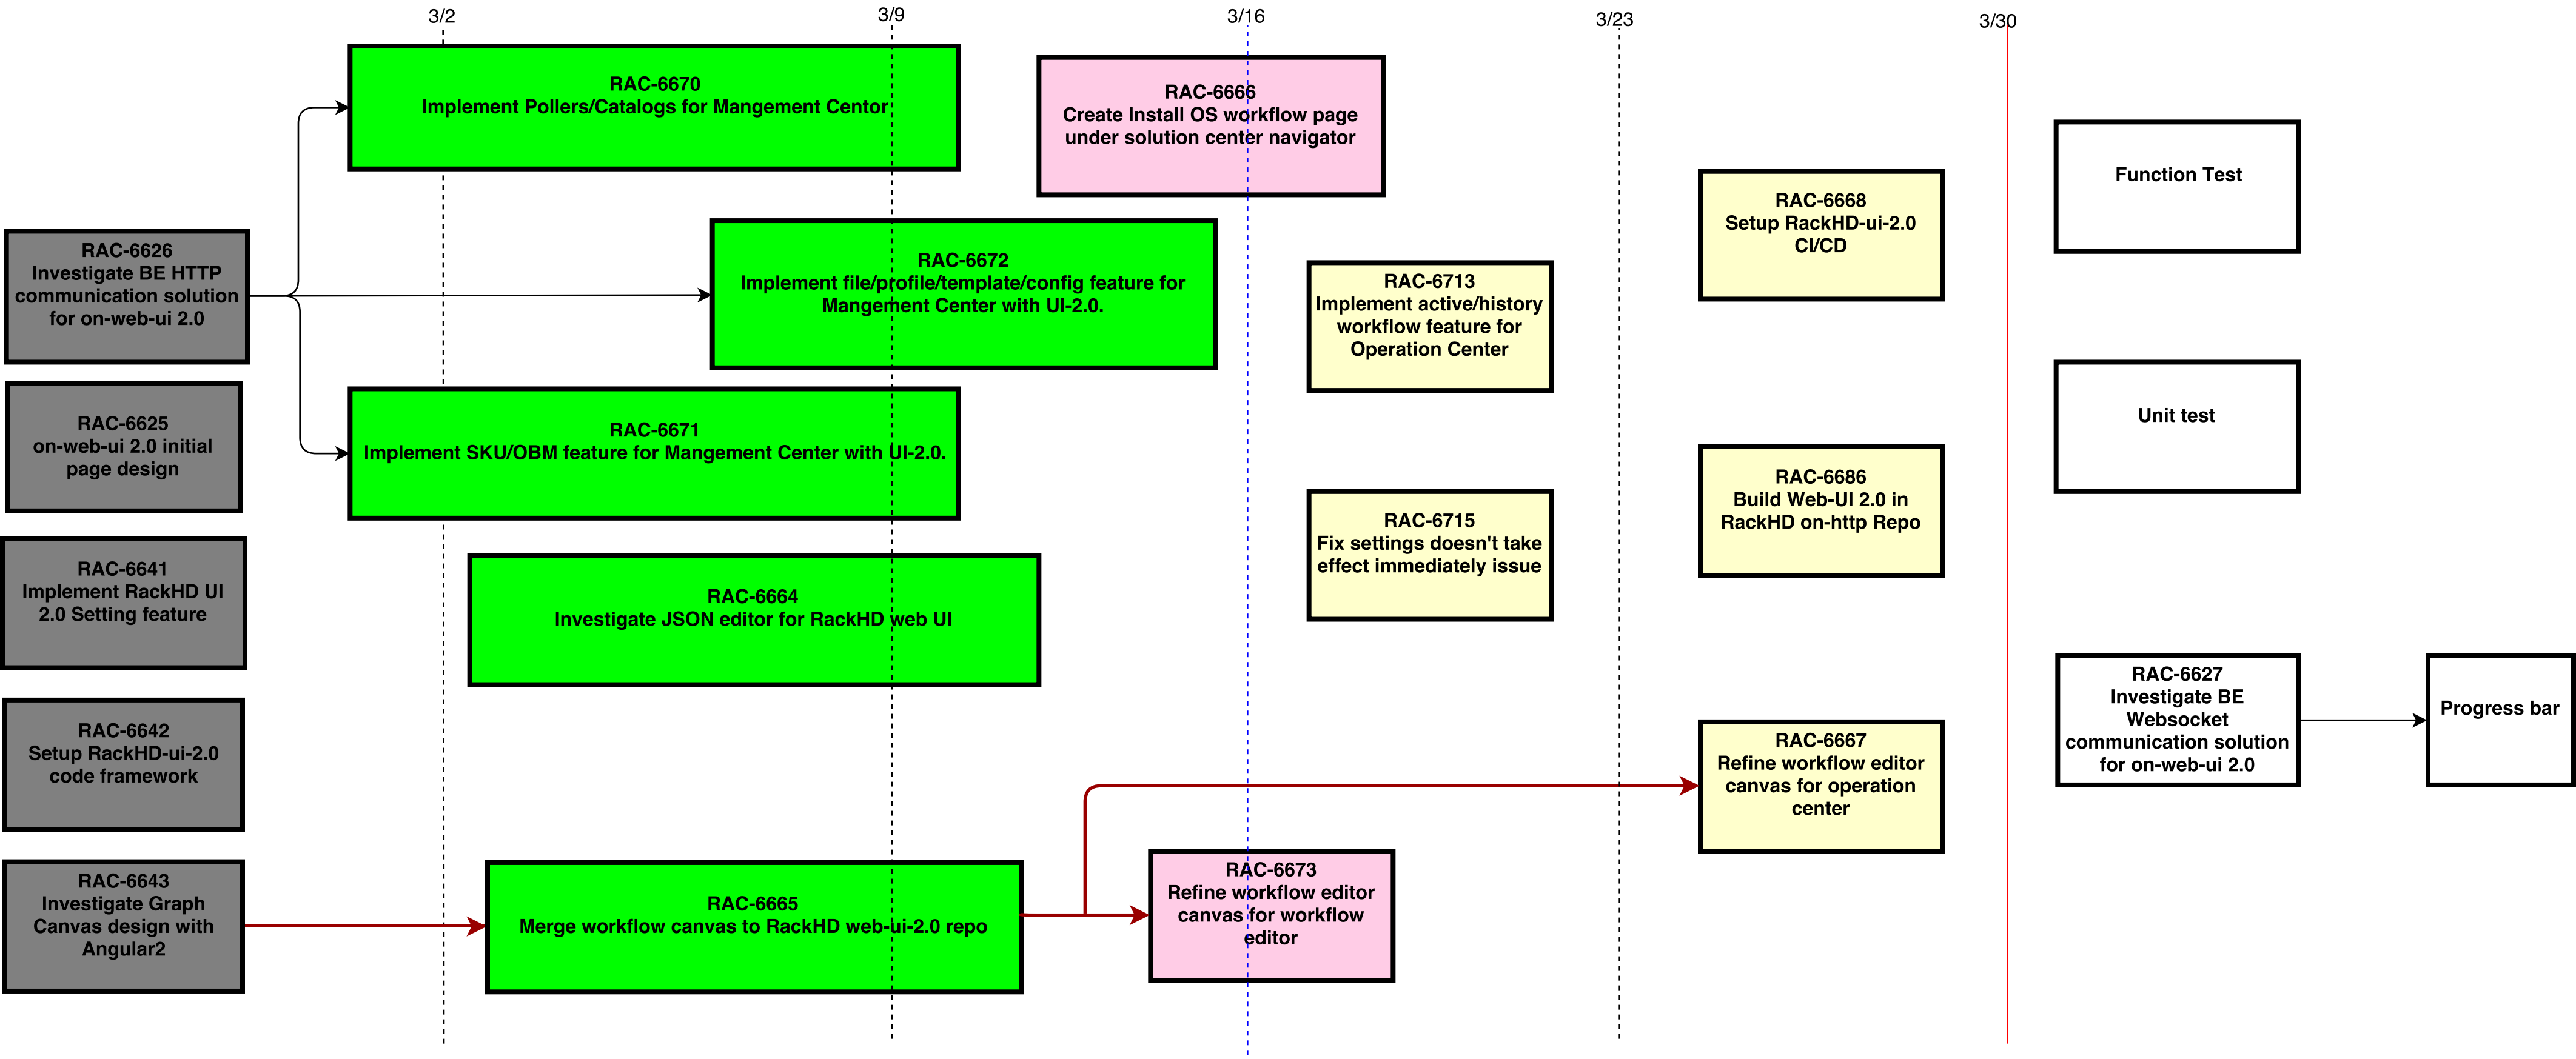 3/2
3/9
3/16
3/23
3/30
RAC-6670
Implement Pollers/Catalogs for Mangement Centor
RAC-6666
Create Install OS workflow page
under solution center navigator
Function Test
RAC-6668
Setup RackHD-ui-2.0
CI/CD
RAC-6626
Investigate BE HTTP
communication solution
for on-web-ui 2.0
RAC-6672
Implement file/profile/template/config feature for
Mangement Center with UI-2.0.
RAC-6713
Implement active/history
workflow feature for
Operation Center
RAC-6625
on-web-ui 2.0 initial
page design
RAC-6671
Implement SKU/OBM feature for Mangement Center with UI-2.0.
Unit test
RAC-6686
Build Web-UI 2.0 in
RackHD on-http Repo
RAC-6715
Fix settings doesn't take
effect immediately issue
RAC-6641
Implement RackHD UI
2.0 Setting feature
RAC-6664
Investigate JSON editor for RackHD web UI
RAC-6627
Investigate BE
Websocket
communication solution
for on-web-ui 2.0
Progress bar
RAC-6642
Setup RackHD-ui-2.0
code framework
RAC-6667
Refine workflow editor
canvas for operation
center
RAC-6643
Investigate Graph
Canvas design with
Angular2
RAC-6665
Merge workflow canvas to RackHD web-ui-2.0 repo
RAC-6673
Refine workflow editor
canvas for workflow
editor